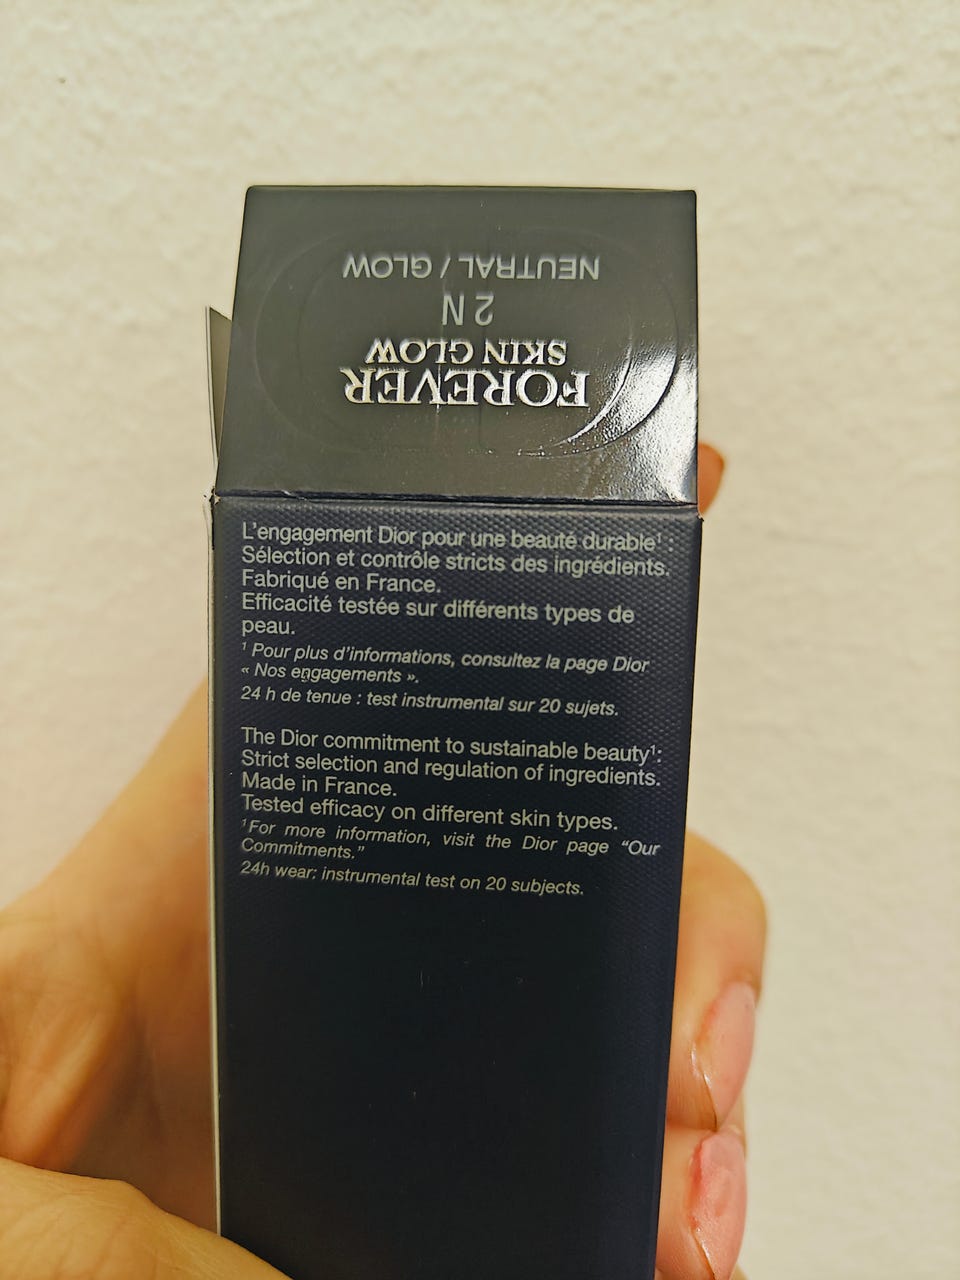 FOREVER
SKIN GLOW
2 N
NEUTRAL / GLOW
L'engagement Dior pour une beauté durable¹ :
Sélection et contrôle stricts des ingrédients.
Fabriqué en France.
Efficacité testée sur différents types de
peau.
¹ Pour plus d'informations, consultez la page Dior
« Nos engagements ».
24 h de tenue : test instrumental sur 20 sujets.
The Dior commitment to sustainable beauty¹:
Strict selection and regulation of ingredients.
Made in France.
Tested efficacy on different skin types.
¹For more information, visit the Dior page “Our
Commitments.”
24h wear: instrumental test on 20 subjects.